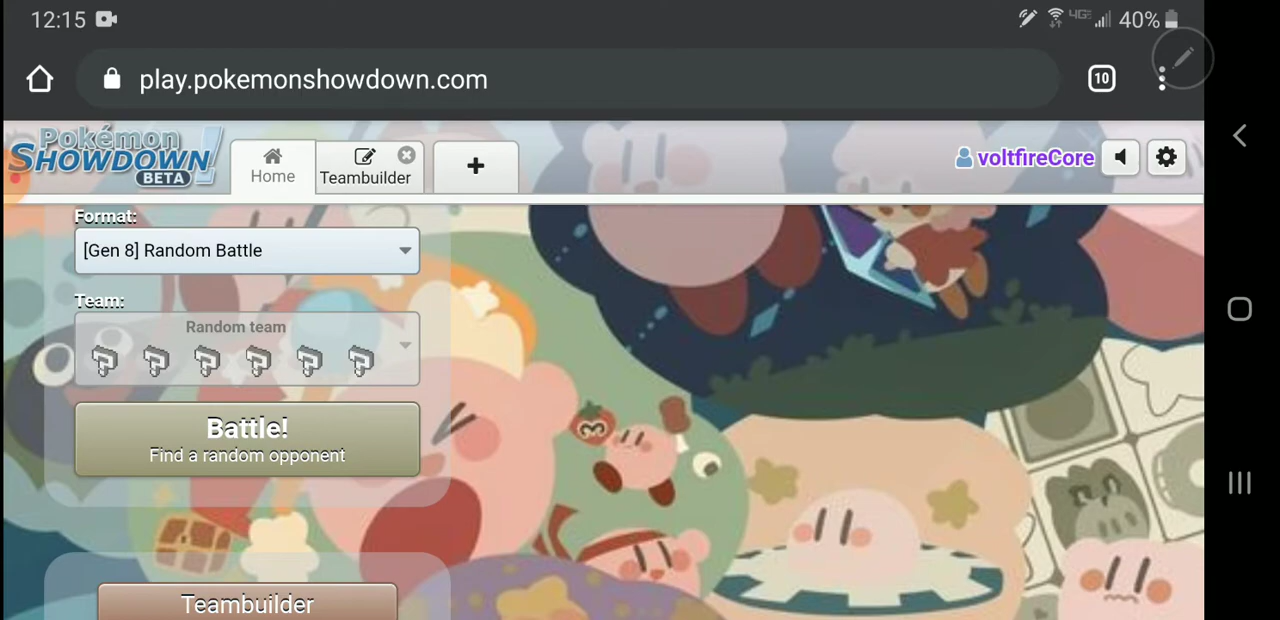 12:15
4GE
40%
play.pokemonshowdown.com
10
Pokémon
SHOWDOWN!
BETA
Home
Teambuilder
+
voltfireCore
Format:
[Gen 8] Random Battle
Team:
Random team
? ? ? ? ? ?
Battle!
Find a random opponent
Teambuilder